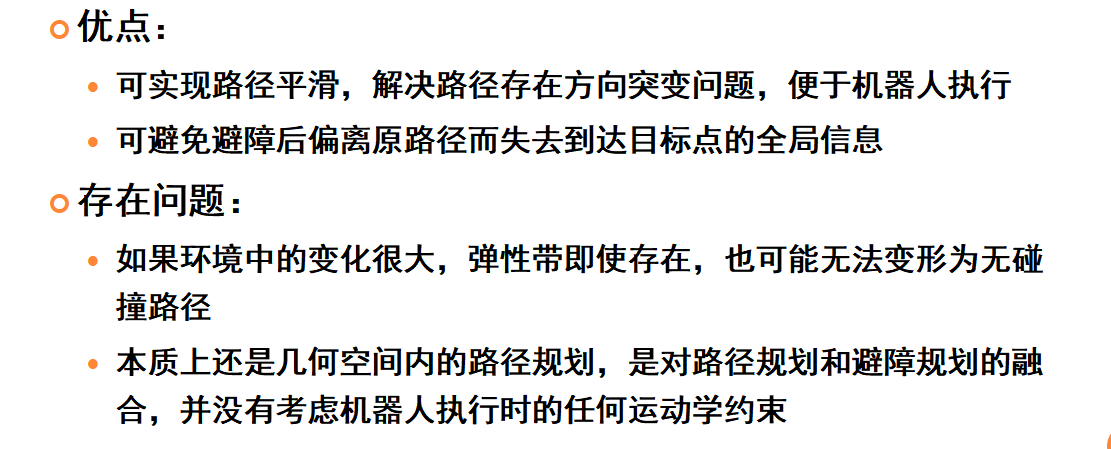 优点：
可实现路径平滑，解决路径存在方向突变问题，便于机器人执行
可避免避障后偏离原路径而失去到达目标点的全局信息
存在问题：
如果环境中的变化很大，弹性带即使存在，也可能无法变形为无碰
撞路径
本质上还是几何空间内的路径规划，是对路径规划和避障规划的融
合，并没有考虑机器人执行时的任何运动学约束